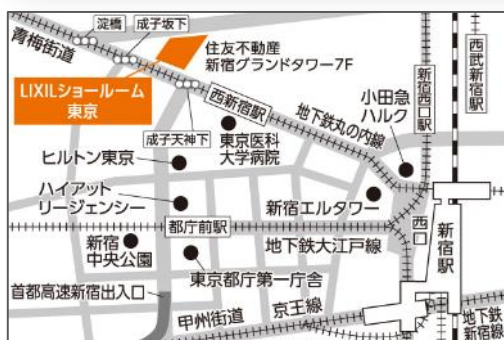 淀橋
成子坂下
青梅街道
住友不動産
新宿グランドタワー7F
LIXILショールーム
東京
西新宿駅
成子天神下
東京医科
大学病院
地下鉄丸の内線
小田急
ハルク
新宿西口駅
西武新宿駅
ヒルトン東京
ハイアット
リージェンシー
新宿エルタワー
都庁前駅
地下鉄大江戸線
西口
新宿駅
新宿
中央公園
東京都庁第一庁舎
首都高速新宿出入口
甲州街道
京王線
地下鉄
新宿線